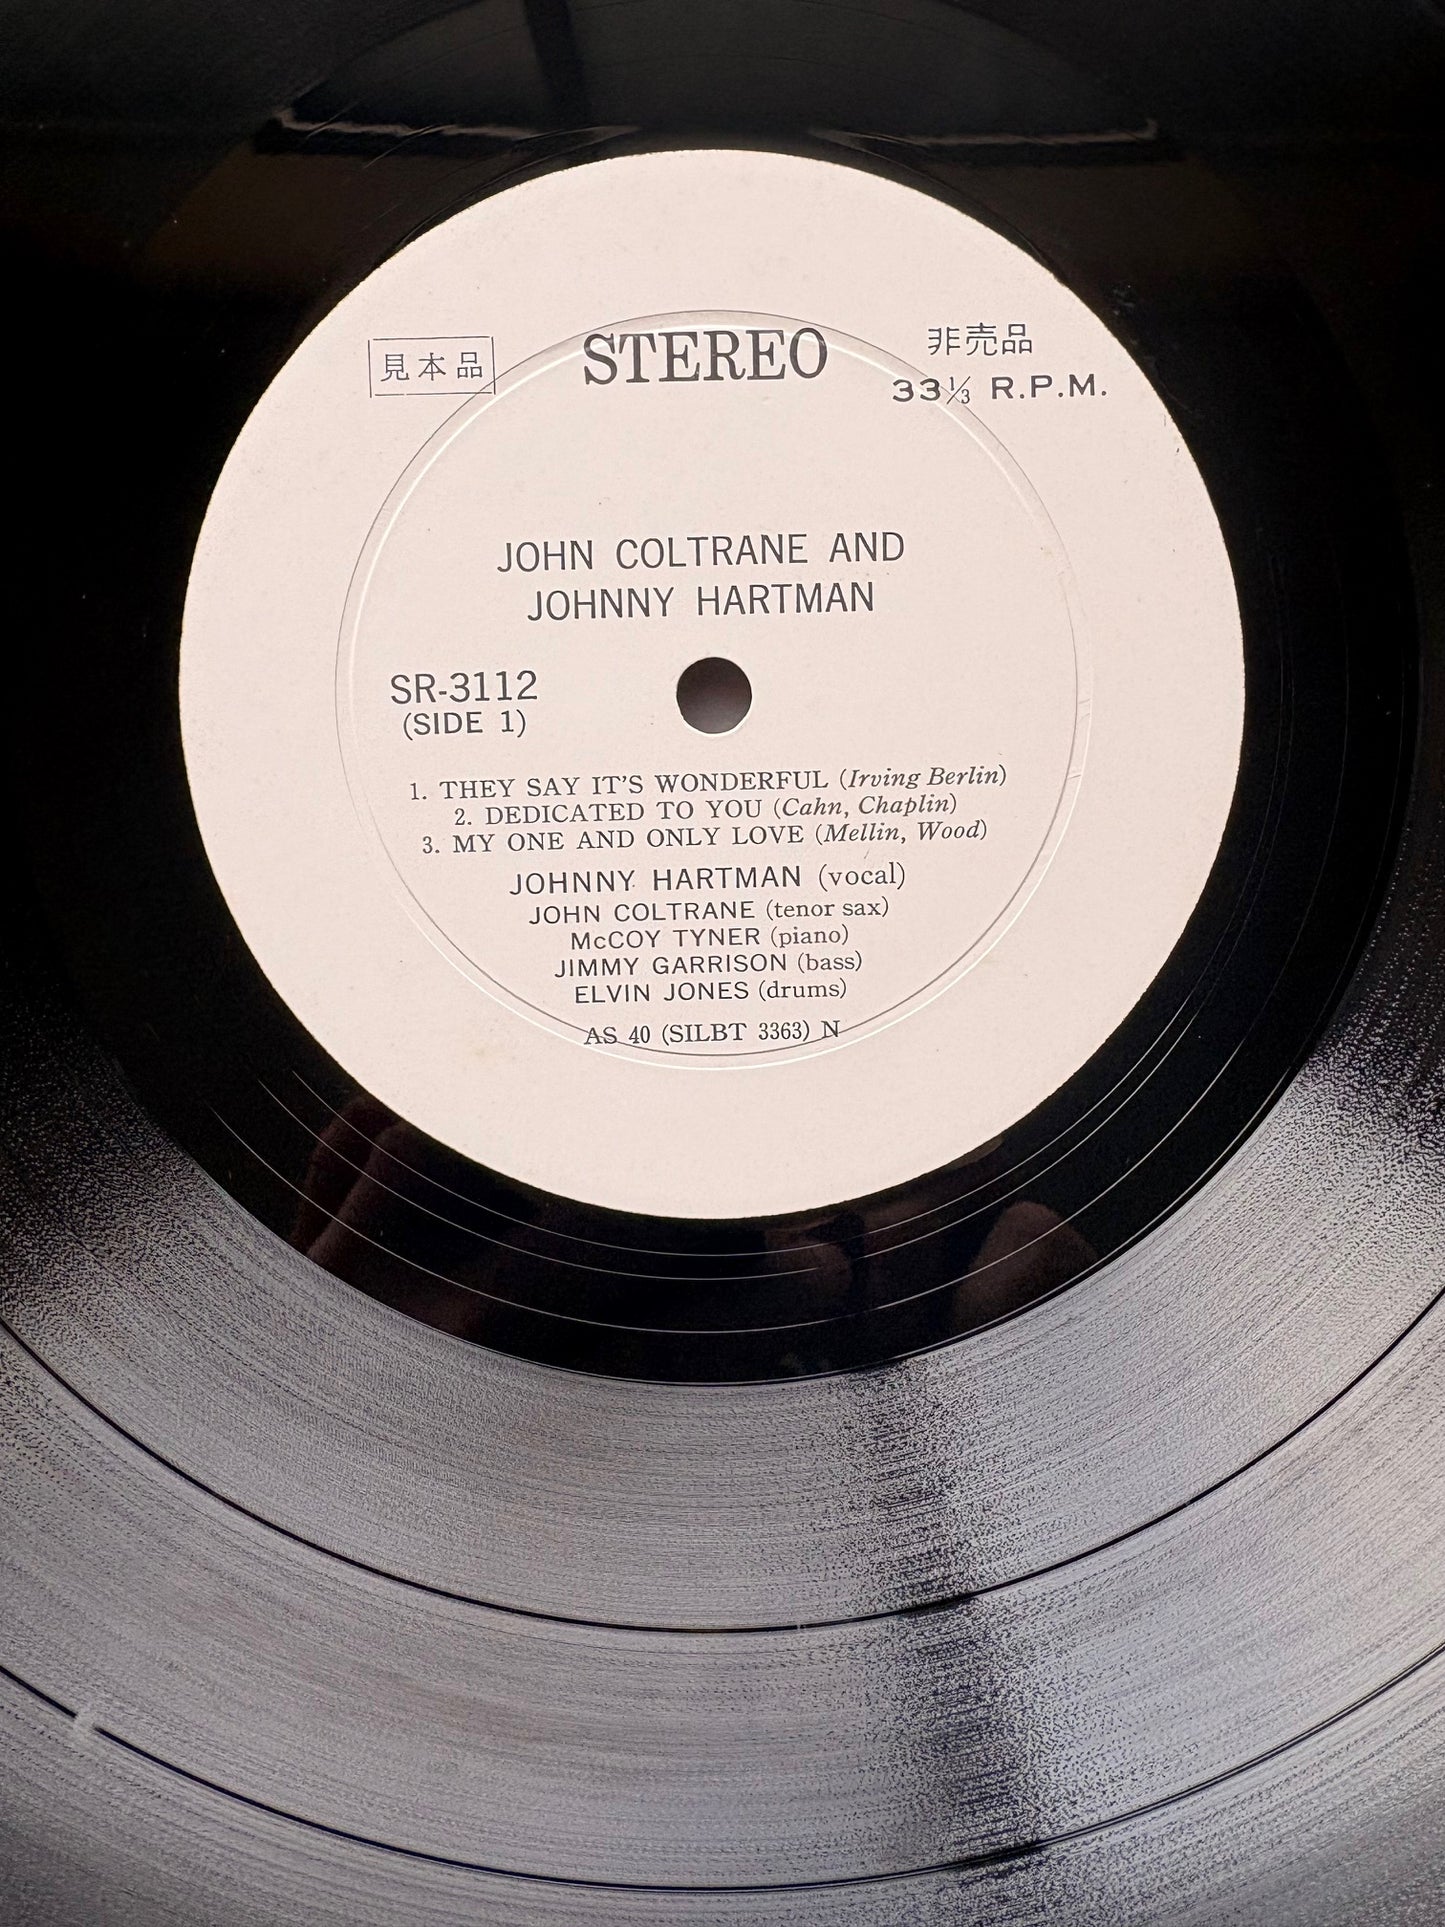 見本品
STEREO
非売品
33⅓ R.P.M.
JOHN COLTRANE AND
JOHNNY HARTMAN
SR-3112
(SIDE 1)
1. THEY SAY IT'S WONDERFUL (Irving Berlin)
2. DEDICATED TO YOU (Cahn, Chaplin)
3. MY ONE AND ONLY LOVE (Mellin, Wood)
JOHNNY HARTMAN (vocal)
JOHN COLTRANE (tenor sax)
McCOY TYNER (piano)
JIMMY GARRISON (bass)
ELVIN JONES (drums)
AS 40 (SILBT 3363) N